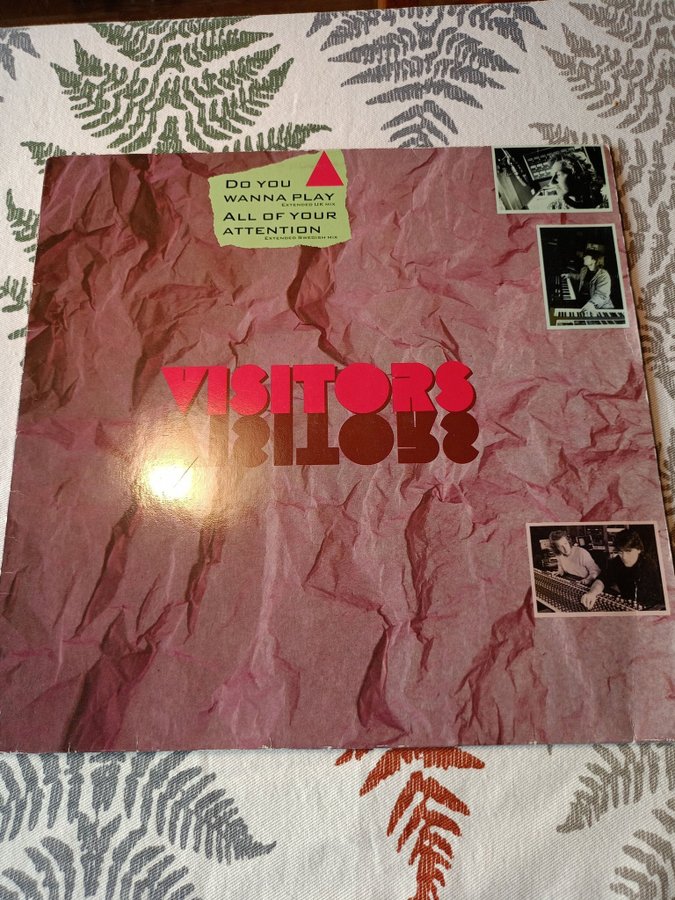 Do you
wanna play
Extended UK mix
All of your
attention
Extended Swedish mix
VISITORS
VISITORS